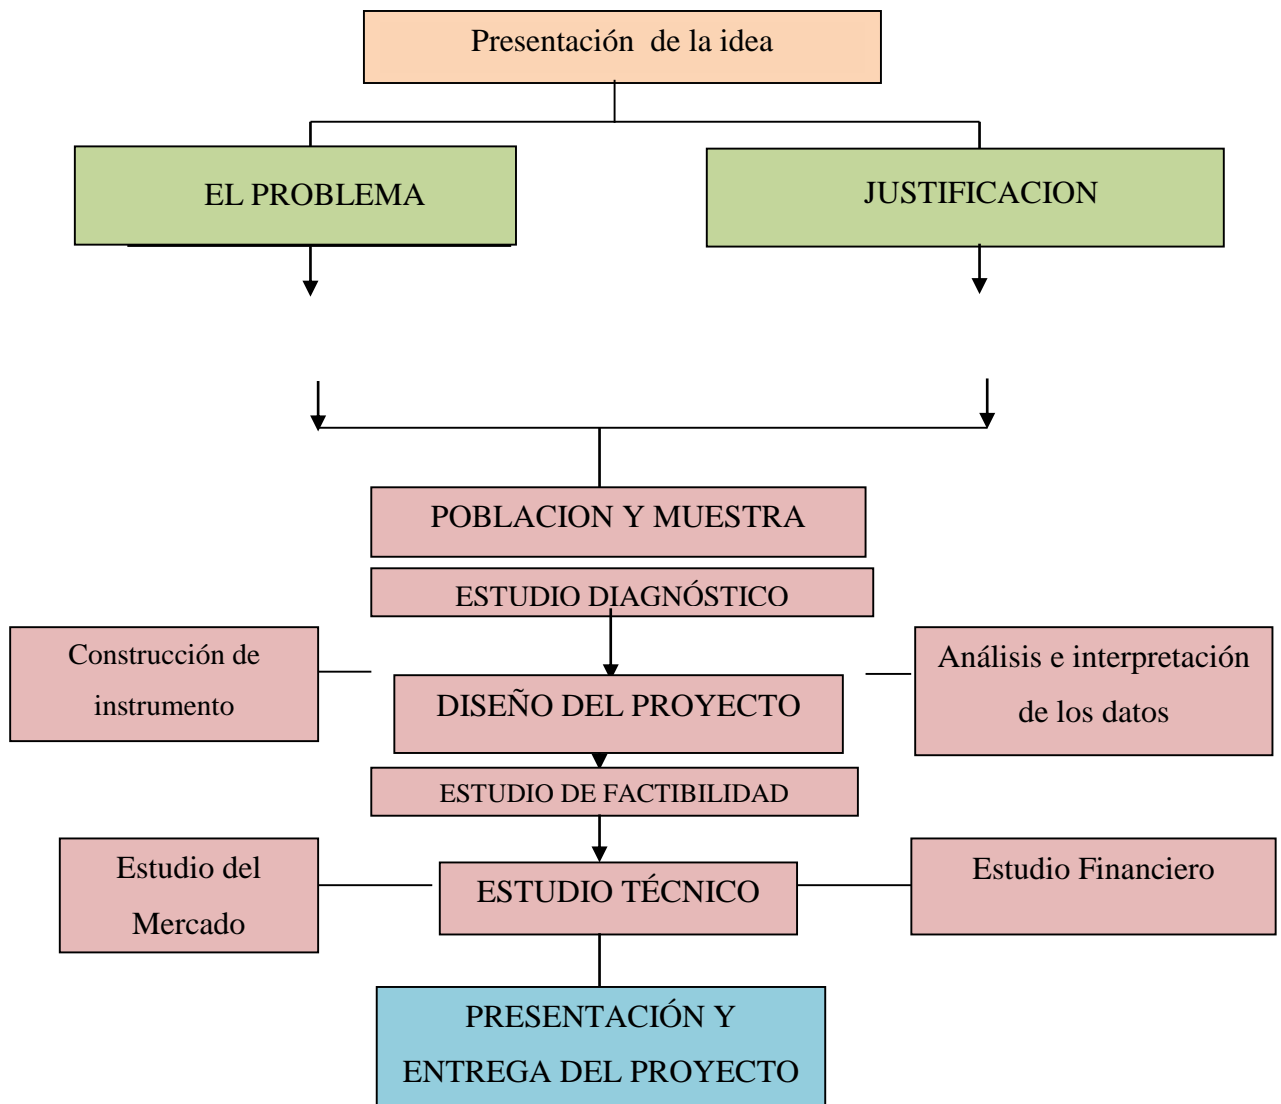 Presentación de la idea
EL PROBLEMA
JUSTIFICACION
POBLACION Y MUESTRA
ESTUDIO DIAGNÓSTICO
Construcción de
instrumento
DISEÑO DEL PROYECTO
Análisis e interpretación
de los datos
ESTUDIO DE FACTIBILIDAD
Estudio del
Mercado
ESTUDIO TÉCNICO
Estudio Financiero
PRESENTACIÓN Y
ENTREGA DEL PROYECTO